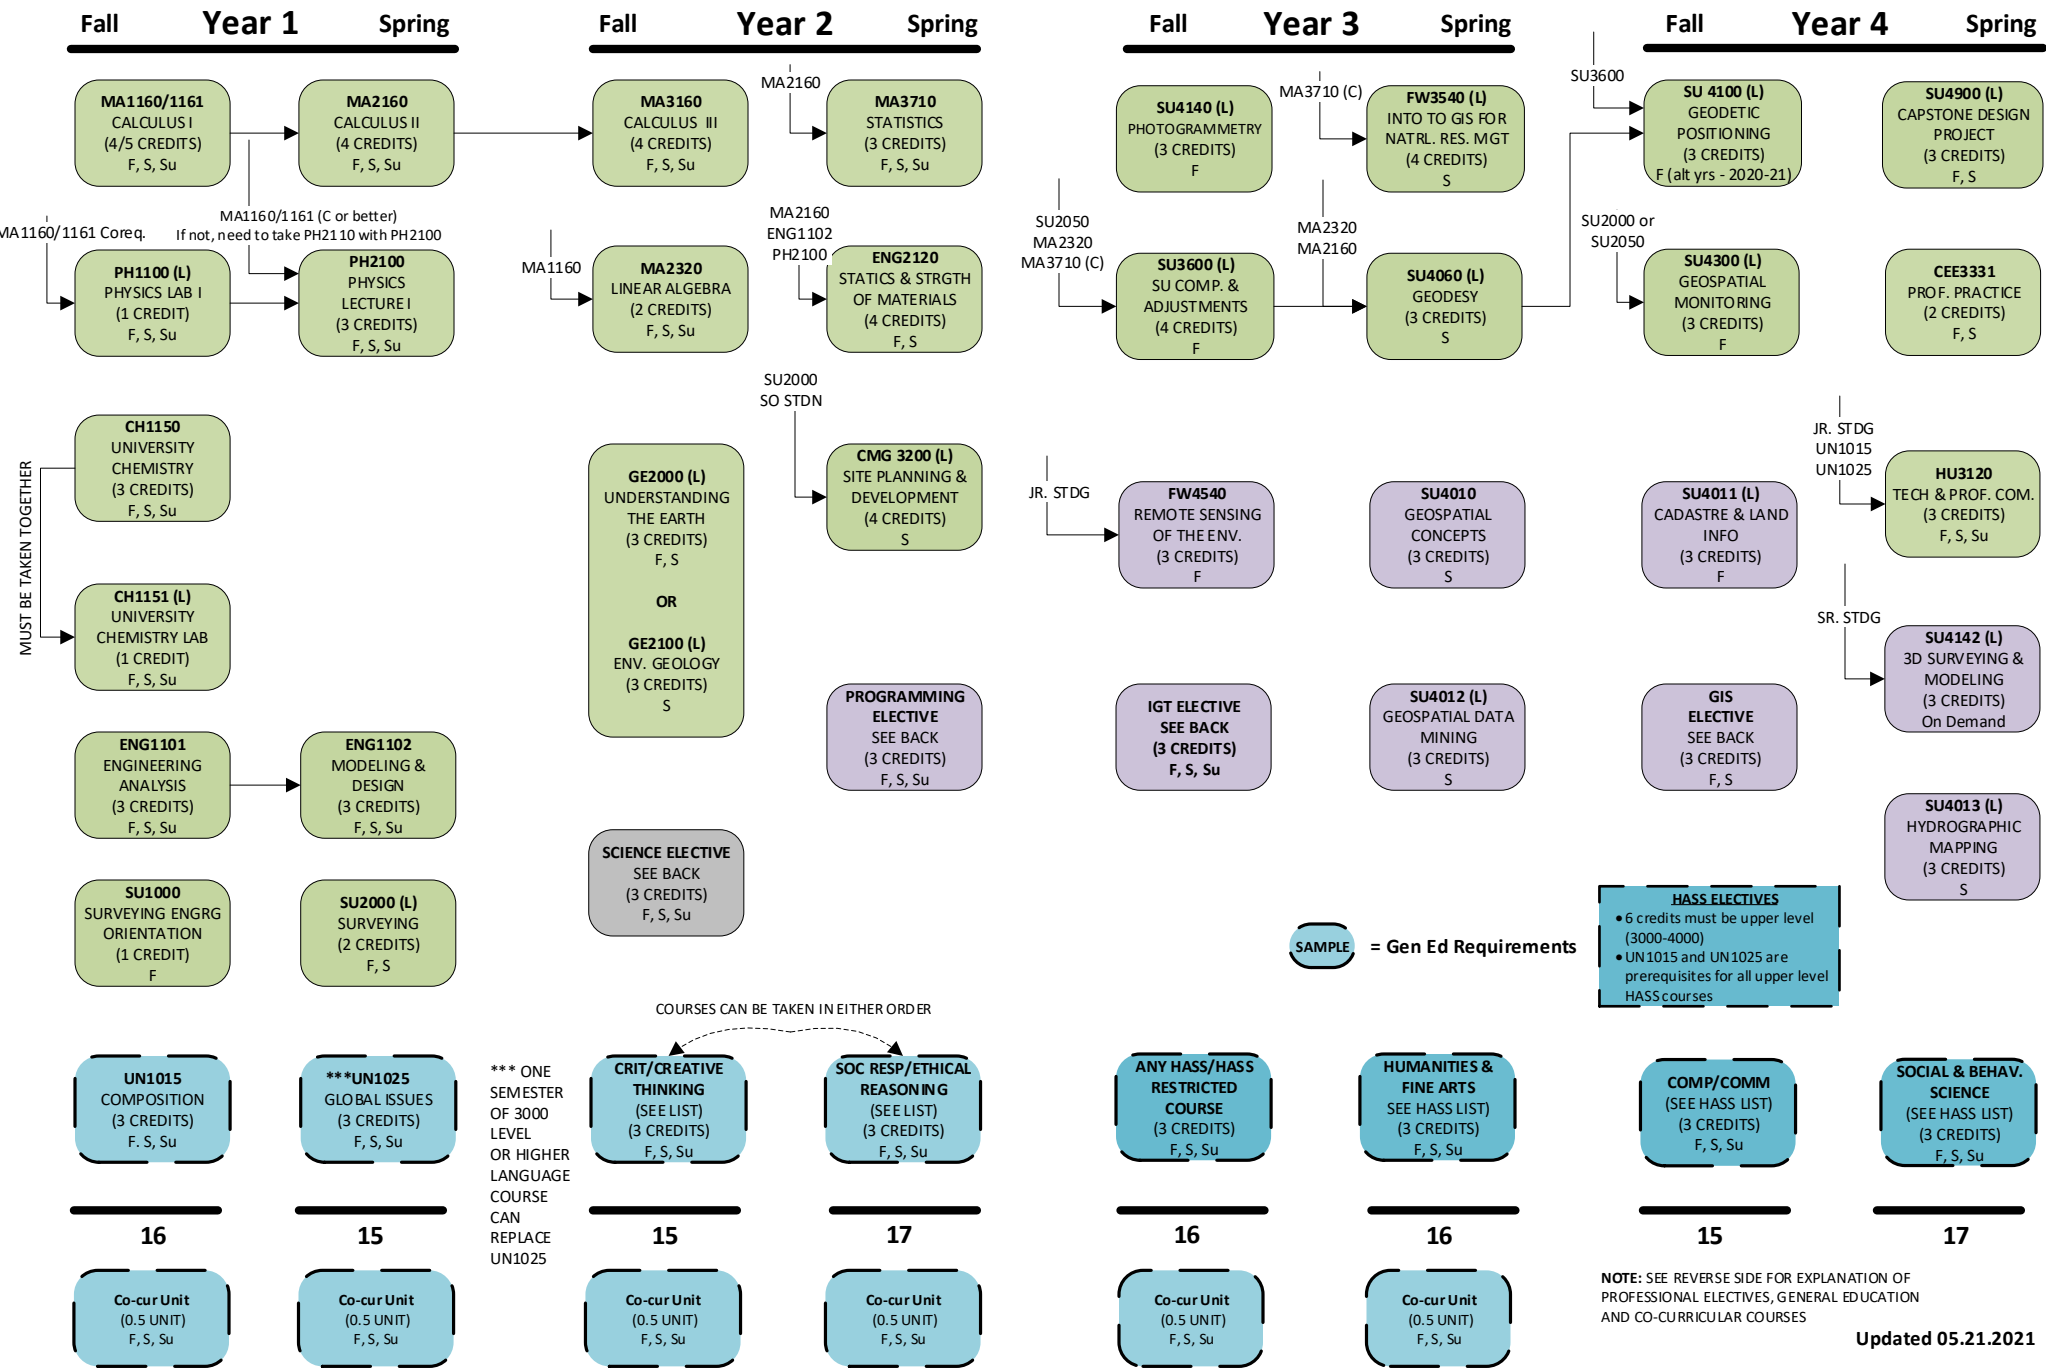 Fall Year 1 Spring
Fall Year 2 Spring
Fall Year 3 Spring
Fall Year 4 Spring
MA1160/1161
CALCULUS I
(4/5 CREDITS)
F, S, Su
MA2160
CALCULUS II
(4 CREDITS)
F, S, Su
MA3160
CALCULUS III
(4 CREDITS)
F, S, Su
MA2160
MA3710
STATISTICS
(3 CREDITS)
F, S, Su
SU4140 (L)
PHOTOGRAMMETRY
(3 CREDITS)
F
MA3710 (C)
FW3540 (L)
INTO TO GIS FOR
NATRL. RES. MGT
(4 CREDITS)
S
SU3600
SU 4100 (L)
GEODETIC
POSITIONING
(3 CREDITS)
F (alt yrs - 2020-21)
SU4900 (L)
CAPSTONE DESIGN
PROJECT
(3 CREDITS)
F, S
MA1160/1161 Coreq.
MA1160/1161 (C or better)
If not, need to take PH2110 with PH2100
PH1100 (L)
PHYSICS LAB I
(1 CREDIT)
F, S, Su
PH2100
PHYSICS
LECTURE I
(3 CREDITS)
F, S, Su
MA1160
MA2320
LINEAR ALGEBRA
(2 CREDITS)
F, S, Su
MA2160
ENG1102
PH2100
ENG2120
STATICS & STRGTH
OF MATERIALS
(4 CREDITS)
F, S
SU2050
MA2320
MA3710 (C)
SU3600 (L)
SU COMP. &
ADJUSTMENTS
(4 CREDITS)
F
MA2320
MA2160
SU4060 (L)
GEODESY
(3 CREDITS)
S
SU2000 or
SU2050
SU4300 (L)
GEOSPATIAL
MONITORING
(3 CREDITS)
F
CEE3331
PROF. PRACTICE
(2 CREDITS)
F, S
MUST BE TAKEN TOGETHER
CH1150
UNIVERSITY
CHEMISTRY
(3 CREDITS)
F, S, Su
CH1151 (L)
UNIVERSITY
CHEMISTRY LAB
(1 CREDIT)
F, S, Su
GE2000 (L)
UNDERSTANDING
THE EARTH
(3 CREDITS)
F, S
OR
GE2100 (L)
ENV. GEOLOGY
(3 CREDITS)
S
SU2000
SO STDN
CMG 3200 (L)
SITE PLANNING &
DEVELOPMENT
(4 CREDITS)
S
JR. STDG
FW4540
REMOTE SENSING
OF THE ENV.
(3 CREDITS)
F
SU4010
GEOSPATIAL
CONCEPTS
(3 CREDITS)
S
SU4011 (L)
CADASTRE & LAND
INFO
(3 CREDITS)
F
JR. STDG
UN1015
UN1025
HU3120
TECH & PROF. COM.
(3 CREDITS)
F, S, Su
SR. STDG
SU4142 (L)
3D SURVEYING &
MODELING
(3 CREDITS)
On Demand
PROGRAMMING
ELECTIVE
SEE BACK
(3 CREDITS)
F, S, Su
IGT ELECTIVE
SEE BACK
(3 CREDITS)
F, S, Su
SU4012 (L)
GEOSPATIAL DATA
MINING
(3 CREDITS)
S
GIS
ELECTIVE
SEE BACK
(3 CREDITS)
F, S
SU4013 (L)
HYDROGRAPHIC
MAPPING
(3 CREDITS)
S
ENG1101
ENGINEERING
ANALYSIS
(3 CREDITS)
F, S, Su
ENG1102
MODELING &
DESIGN
(3 CREDITS)
F, S, Su
SCIENCE ELECTIVE
SEE BACK
(3 CREDITS)
F, S, Su
SU1000
SURVEYING ENGRG
ORIENTATION
(1 CREDIT)
F
SU2000 (L)
SURVEYING
(2 CREDITS)
F, S
SAMPLE = Gen Ed Requirements
HASS ELECTIVES
• 6 credits must be upper level
(3000-4000)
• UN1015 and UN1025 are
prerequisites for all upper level
HASS courses
COURSES CAN BE TAKEN IN EITHER ORDER
UN1015
COMPOSITION
(3 CREDITS)
F. S, Su
***UN1025
GLOBAL ISSUES
(3 CREDITS)
F, S, Su
*** ONE
SEMESTER
OF 3000
LEVEL
OR HIGHER
LANGUAGE
COURSE
CAN
REPLACE
UN1025
CRIT/CREATIVE
THINKING
(SEE LIST)
(3 CREDITS)
F, S, Su
SOC RESP/ETHICAL
REASONING
(SEE LIST)
(3 CREDITS)
F, S, Su
ANY HASS/HASS
RESTRICTED
COURSE
(3 CREDITS)
F, S, Su
HUMANITIES &
FINE ARTS
SEE HASS LIST)
(3 CREDITS)
F, S, Su
COMP/COMM
(SEE HASS LIST)
(3 CREDITS)
F, S, Su
SOCIAL & BEHAV.
SCIENCE
(SEE HASS LIST)
(3 CREDITS)
F, S, Su
16 15 15 17 16 16 15 17
Co-cur Unit
(0.5 UNIT)
F, S, Su
Co-cur Unit
(0.5 UNIT)
F, S, Su
Co-cur Unit
(0.5 UNIT)
F, S, Su
Co-cur Unit
(0.5 UNIT)
F, S, Su
Co-cur Unit
(0.5 UNIT)
F, S, Su
Co-cur Unit
(0.5 UNIT)
F, S, Su
NOTE: SEE REVERSE SIDE FOR EXPLANATION OF
PROFESSIONAL ELECTIVES, GENERAL EDUCATION
AND CO-CURRICULAR COURSES
Updated 05.21.2021